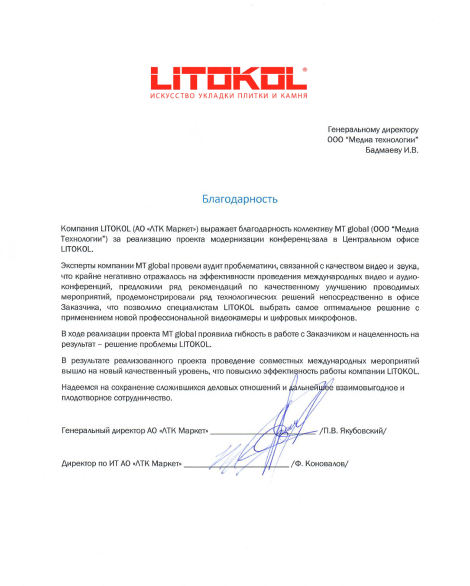 LITOKOL®
ИСКУССТВО УКЛАДКИ ПЛИТКИ И КАМНЯ
Генеральному директору
ООО “Медиа технологии”
Бадмаеву И.В.
Благодарность
Компания LITOKOL (АО «ЛТК Маркет») выражает благодарность коллективу MT global (ООО “Медиа
Технологии”) за реализацию проекта модернизации конференц-зала в Центральном офисе
LITOKOL.
Эксперты компании MT global провели аудит проблематики, связанной с качеством видео и звука,
что крайне негативно отражалось на эффективности проведения международных видео и аудио-
конференций, предложили ряд рекомендаций по качественному улучшению проводимых
мероприятий, продемонстрировали ряд технологических решений непосредственно в офисе
Заказчика, что позволило специалистам LITOKOL выбрать самое оптимальное решение с
применением новой профессиональной видеокамеры и цифровых микрофонов.
В ходе реализации проекта MT global проявила гибкость в работе с Заказчиком и нацеленность на
результат – решение проблемы LITOKOL.
В результате реализованного проекта проведение совместных международных мероприятий
вышло на новый качественный уровень, что повысило эффективность работы компании LITOKOL.
Надеемся на сохранение сложившихся деловых отношений и дальнейшее взаимовыгодное и
плодотворное сотрудничество.
Генеральный директор АО «ЛТК Маркет» /П.В. Якубовский/
Директор по ИТ АО «ЛТК Маркет» /Ф. Коновалов/